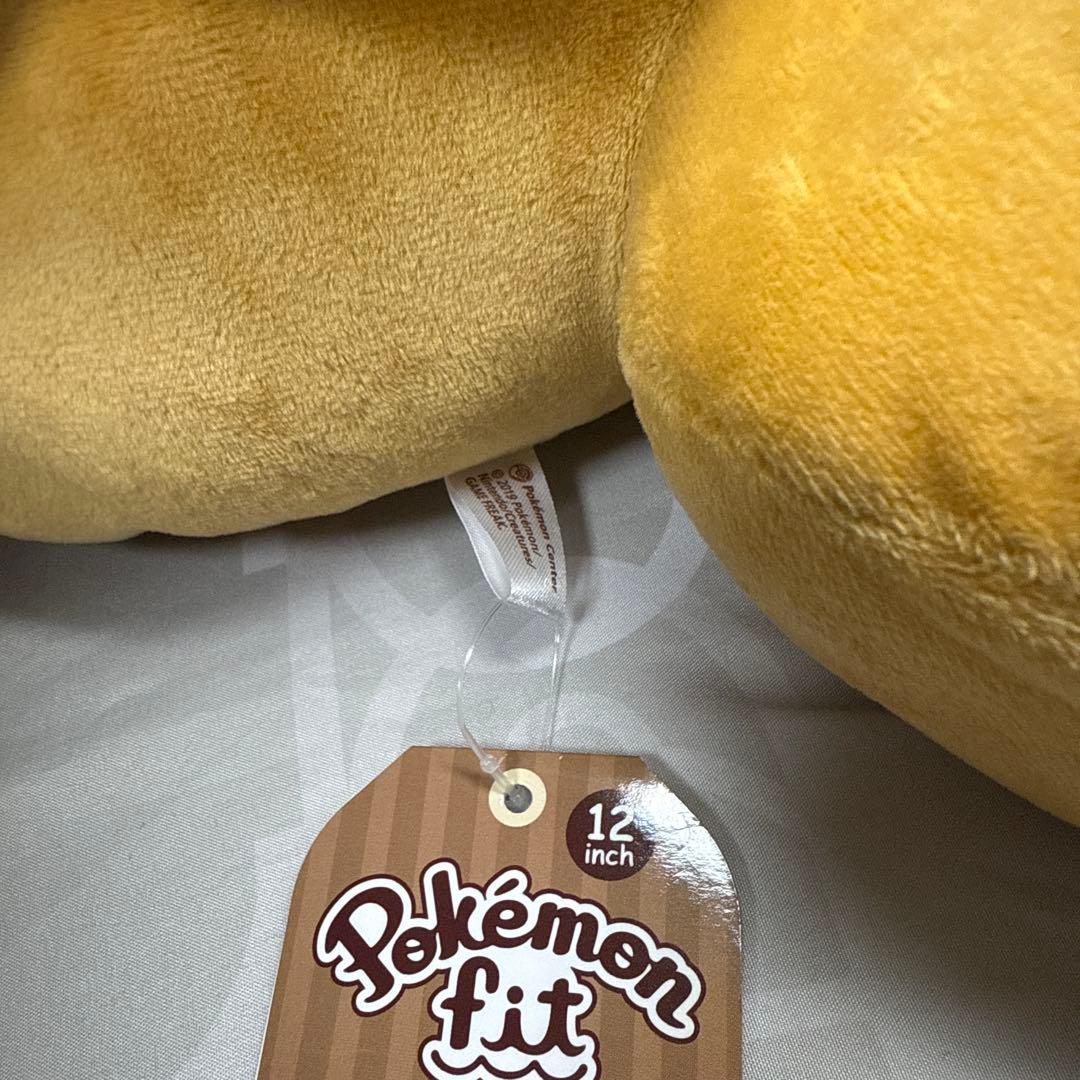 Pokémon Center
© 2019 Pokémon/
Nintendo/Creatures/
GAME FREAK.
12
inch
Pokémon
fit